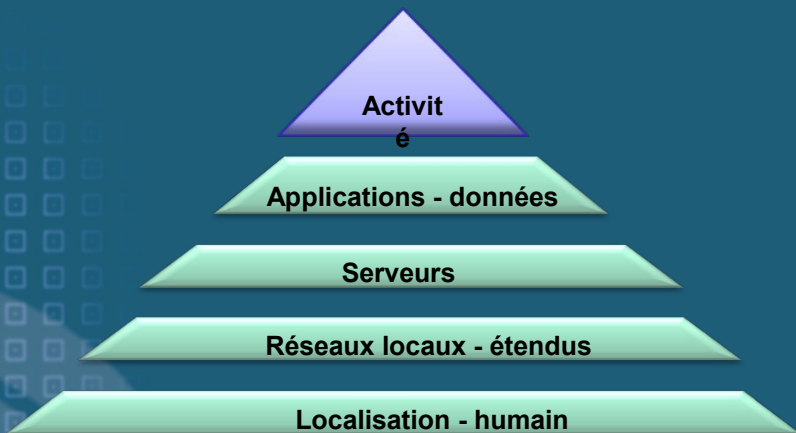 Activit
é
Applications - données
Serveurs
Réseaux locaux - étendus
Localisation - humain